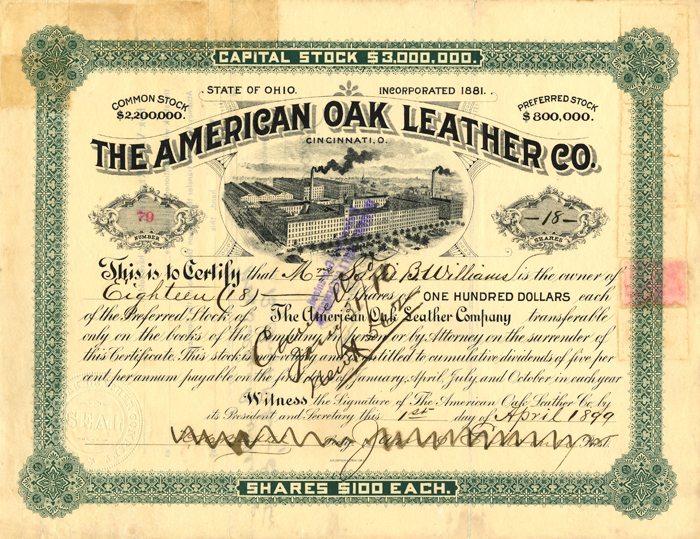 CAPITAL STOCK $3,000,000.
STATE OF OHIO. INCORPORATED 1881.
COMMON STOCK
$2,200,000.
PREFERRED STOCK
$800,000.
THE AMERICAN OAK LEATHER CO.
CINCINNATI, O.
79
NUMBER
-18-
SHARES
This is to Certify that Mrs B. Williams is the owner of
Eighteen (18) Shares ONE HUNDRED DOLLARS each
of the Preferred Stock of The American Oak Leather Company transferable
only on the books of the Company or by Attorney on the surrender of
this Certificate. This stock is entitled to cumulative dividends of five per
cent. per annum payable on the January, April, July, and October in each year
Witness the Signature of The American Oak Leather Co. by
its President and Secretary this 1st day of April 1899
Cancelled
SEAL
SHARES $100 EACH.